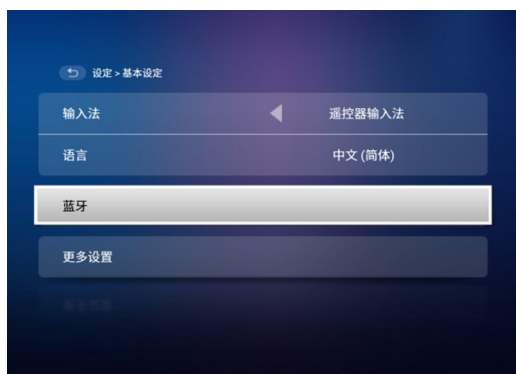 设定 > 基本设定
输入法 遥控器输入法
语言 中文 (简体)
蓝牙
更多设置